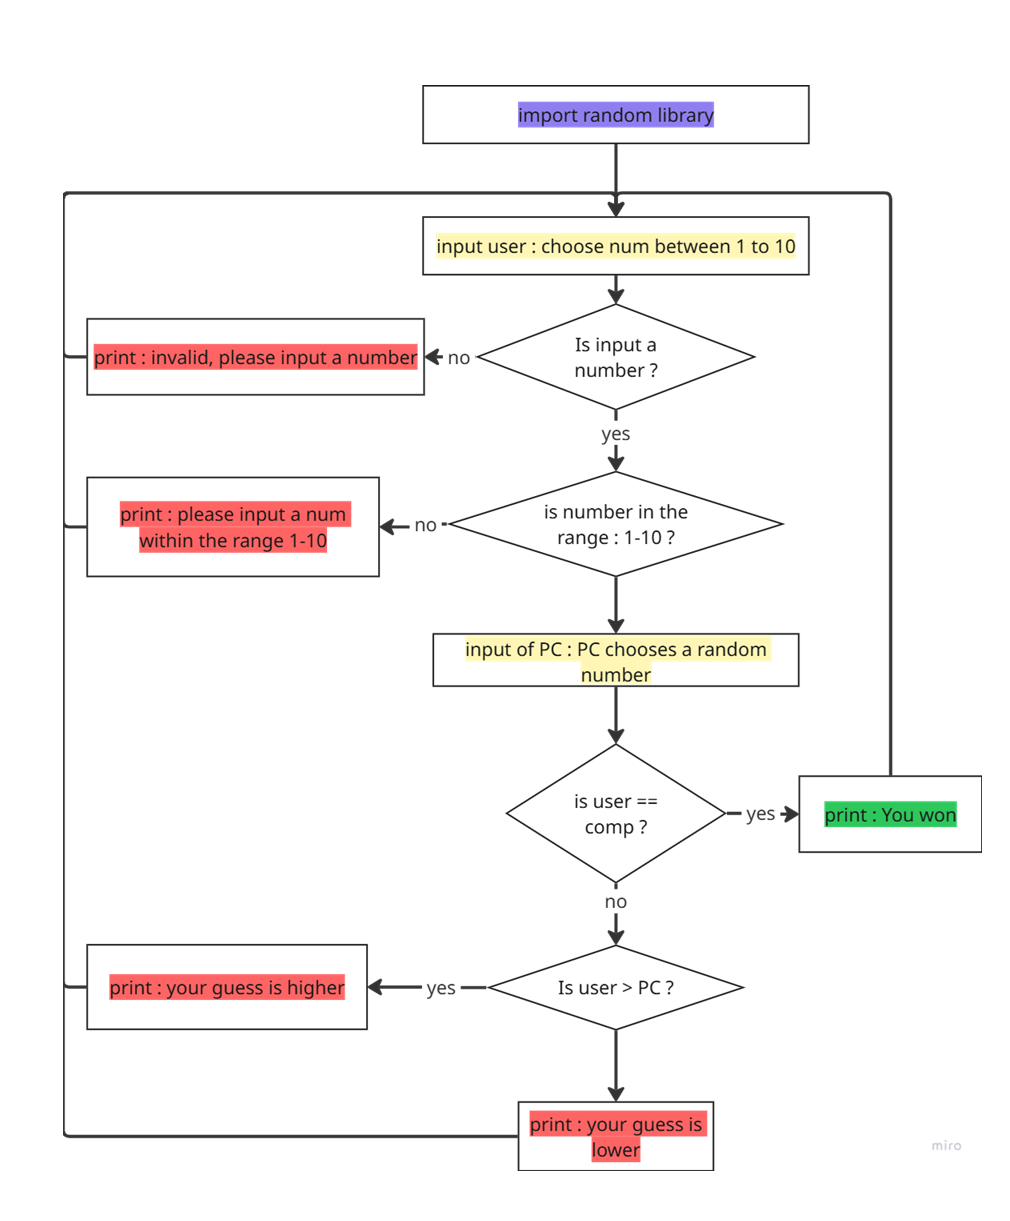 import random library
input user : choose num between 1 to 10
Is input a
number ?
no
print : invalid, please input a number
yes
is number in the
range : 1-10 ?
no
print : please input a num
within the range 1-10
input of PC : PC chooses a random
number
is user ==
comp ?
yes
print : You won
no
Is user > PC ?
yes
print : your guess is higher
print : your guess is
lower
miro